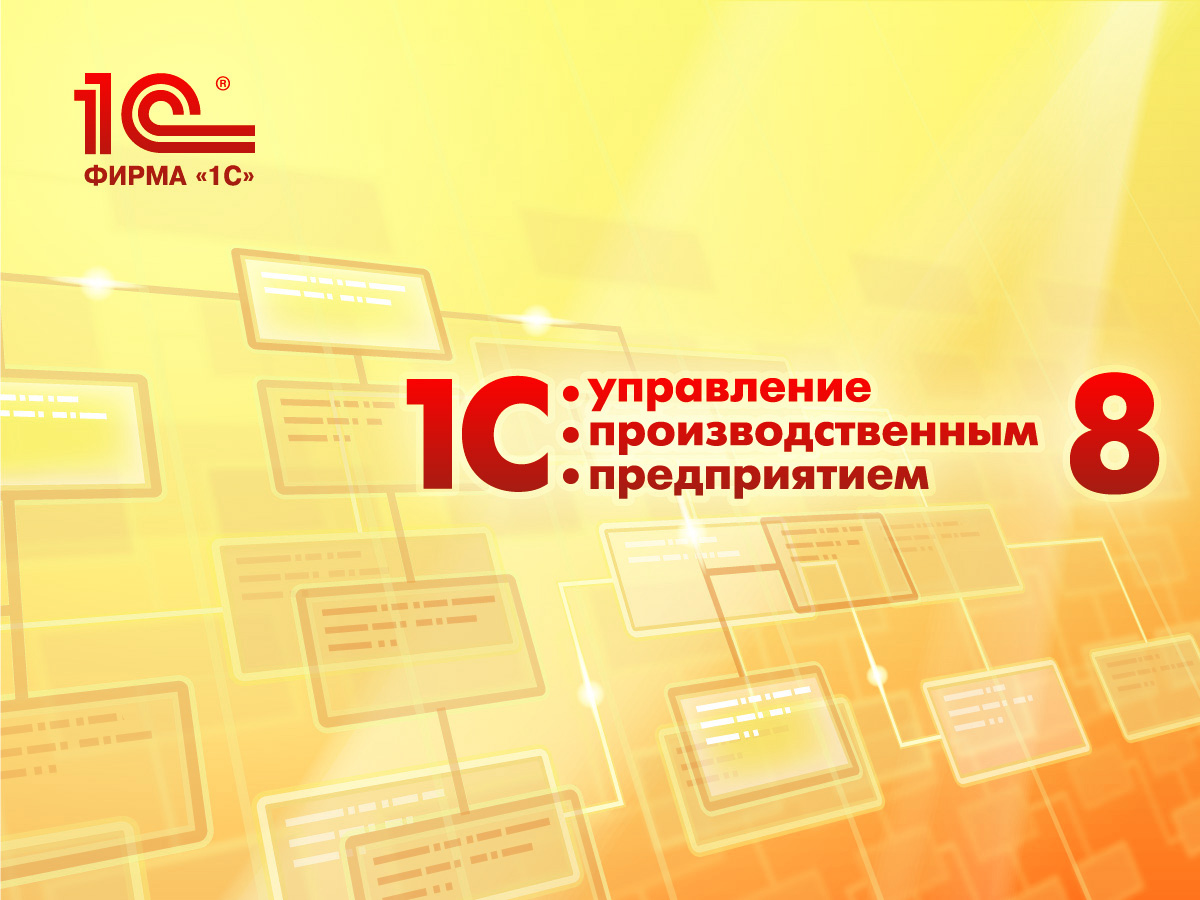 1С®
ФИРМА «1С»
1С:управление
производственным
предприятием 8